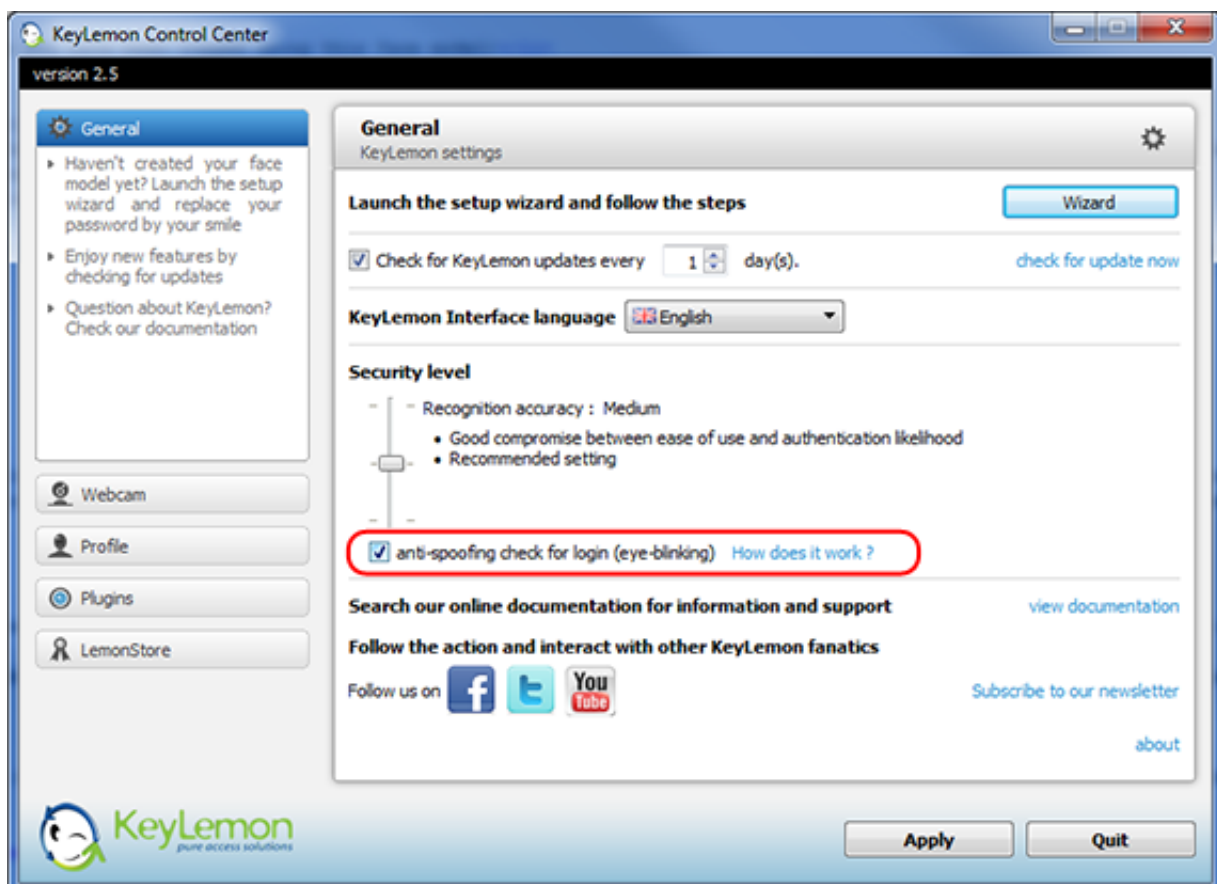 KeyLemon Control Center
version 2.5
General
Haven't created your face
model yet? Launch the setup
wizard and replace your
password by your smile
Enjoy new features by
checking for updates
Question about KeyLemon?
Check our documentation
Webcam
Profile
Plugins
LemonStore
General
KeyLemon settings
Launch the setup wizard and follow the steps Wizard
Check for KeyLemon updates every 1 day(s). check for update now
KeyLemon Interface language English
Security level
Recognition accuracy : Medium
• Good compromise between ease of use and authentication likelihood
• Recommended setting
anti-spoofing check for login (eye-blinking) How does it work ?
Search our online documentation for information and support view documentation
Follow the action and interact with other KeyLemon fanatics
Follow us on f t You Tube Subscribe to our newsletter
about
KeyLemon
pure access solutions
Apply Quit